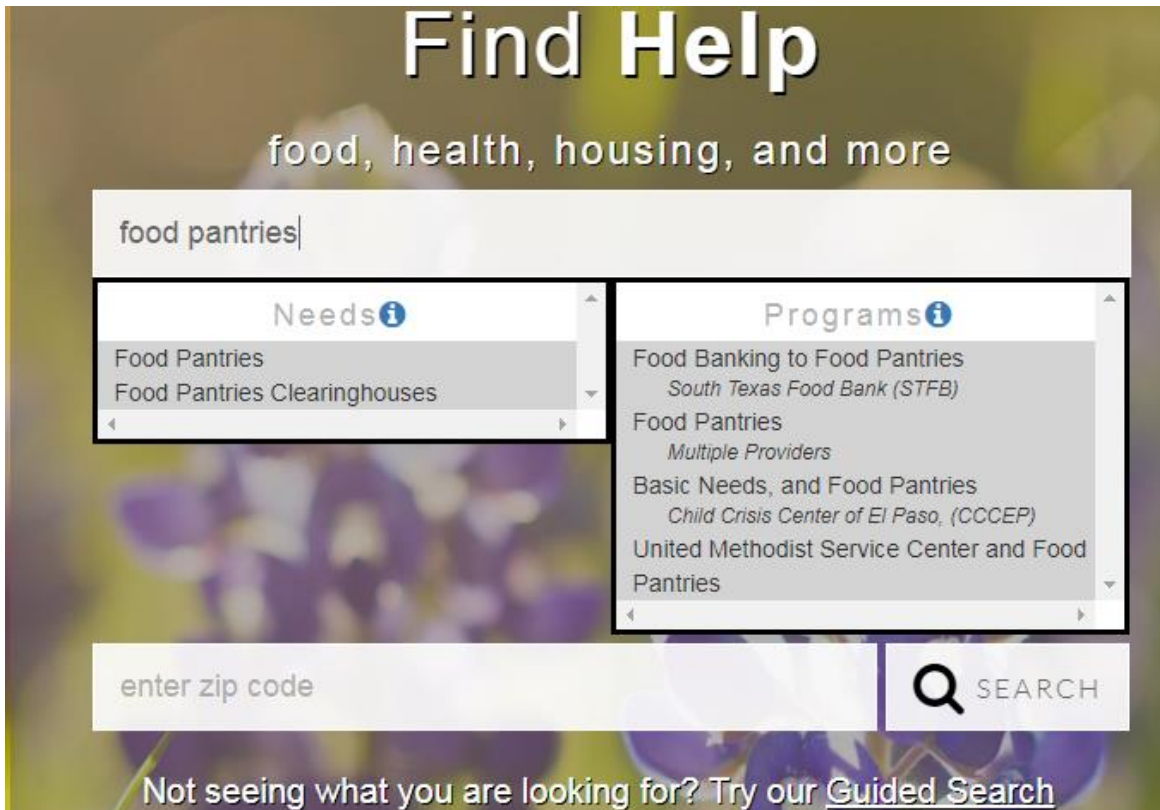 Find Help
food, health, housing, and more
food pantries
Needs
Food Pantries
Food Pantries Clearinghouses
Programs
Food Banking to Food Pantries
South Texas Food Bank (STFB)
Food Pantries
Multiple Providers
Basic Needs, and Food Pantries
Child Crisis Center of El Paso, (CCCEP)
United Methodist Service Center and Food
Pantries
enter zip code
SEARCH
Not seeing what you are looking for? Try our Guided Search